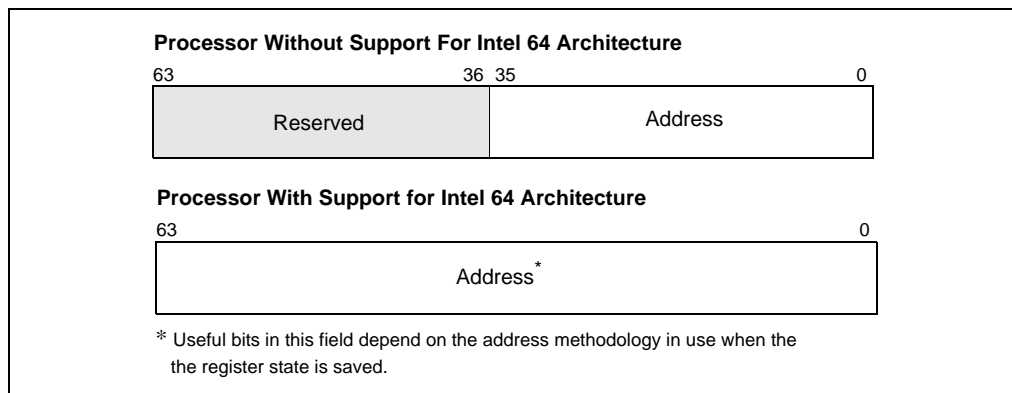 Processor Without Support For Intel 64 Architecture
63 36 35 0
Reserved Address
Processor With Support for Intel 64 Architecture
63 0
Address*
* Useful bits in this field depend on the address methodology in use when the
the register state is saved.